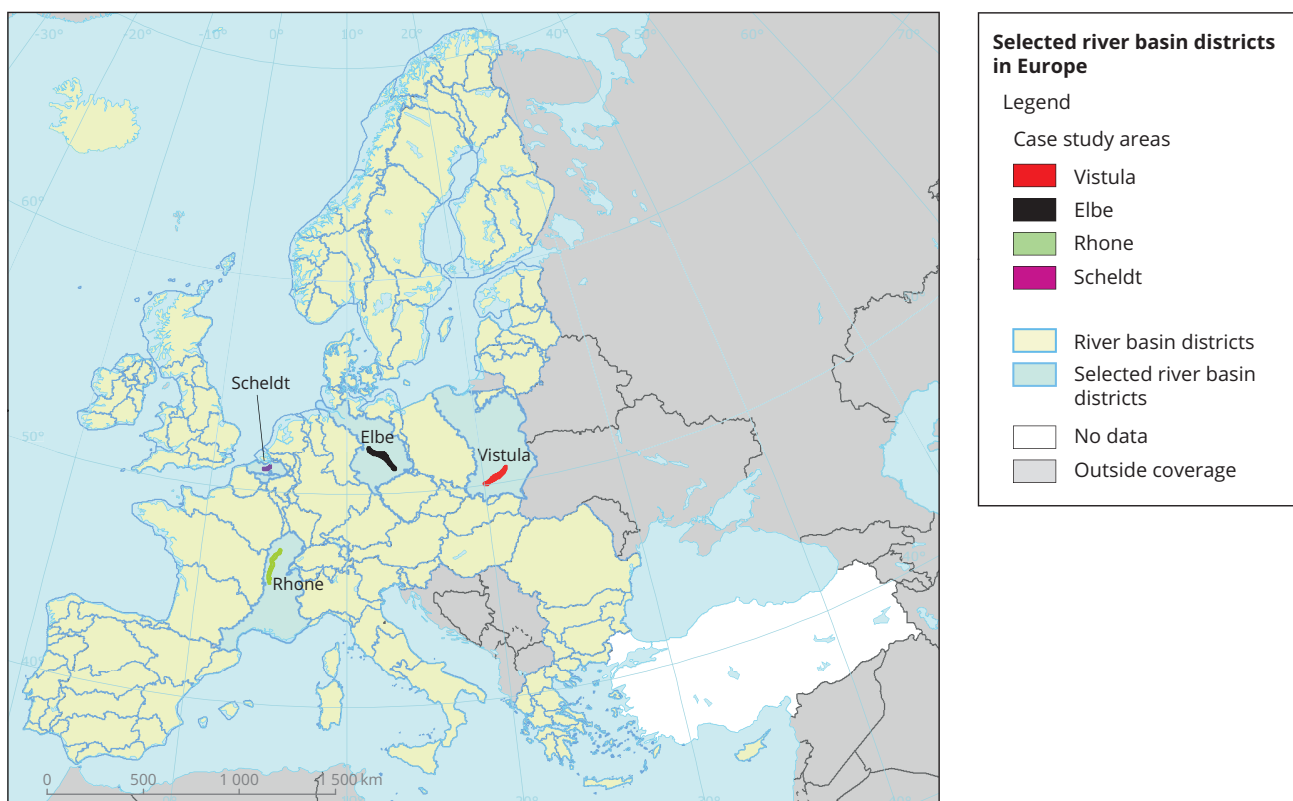 -30°
-20°
-10°
0°
10°
20°
30°
40°
50°
60°
70°
60°
50°
40°
Scheldt
Elbe
Vistula
Rhone
0 500 1 000 1 500 km
20°
Selected river basin districts
in Europe
Legend
Case study areas
Vistula
Elbe
Rhone
Scheldt
River basin districts
Selected river basin
districts
No data
Outside coverage